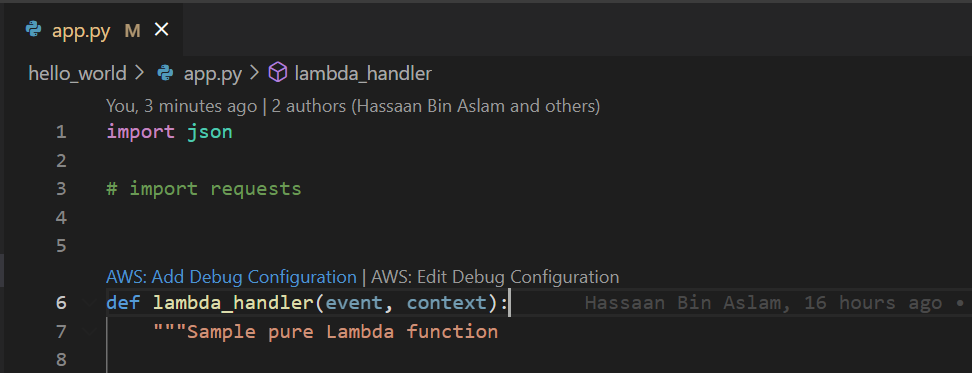 app.py M
hello_world > app.py > lambda_handler
You, 3 minutes ago | 2 authors (Hassaan Bin Aslam and others)
1 import json
2
3 # import requests
4
5
AWS: Add Debug Configuration | AWS: Edit Debug Configuration
6 def lambda_handler(event, context): Hassaan Bin Aslam, 16 hours ago •
7 """Sample pure Lambda function
8